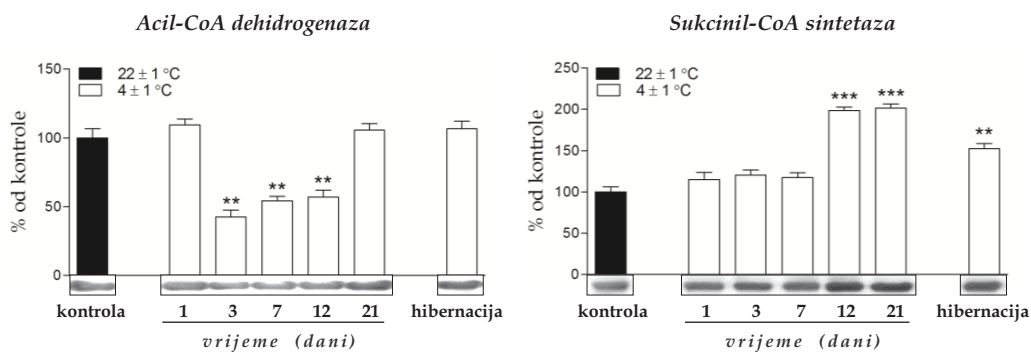 Acil-CoA dehidrogenaza
% od kontrole
150
100
50
0
22 ± 1 °C
4 ± 1 °C
**
**
**
kontrola
1 3 7 12 21
hibernacija
vrijeme (dani)
Sukcinil-CoA sintetaza
% od kontrole
250
200
150
100
50
0
22 ± 1 °C
4 ± 1 °C
***
***
**
kontrola
1 3 7 12 21
hibernacija
vrijeme (dani)